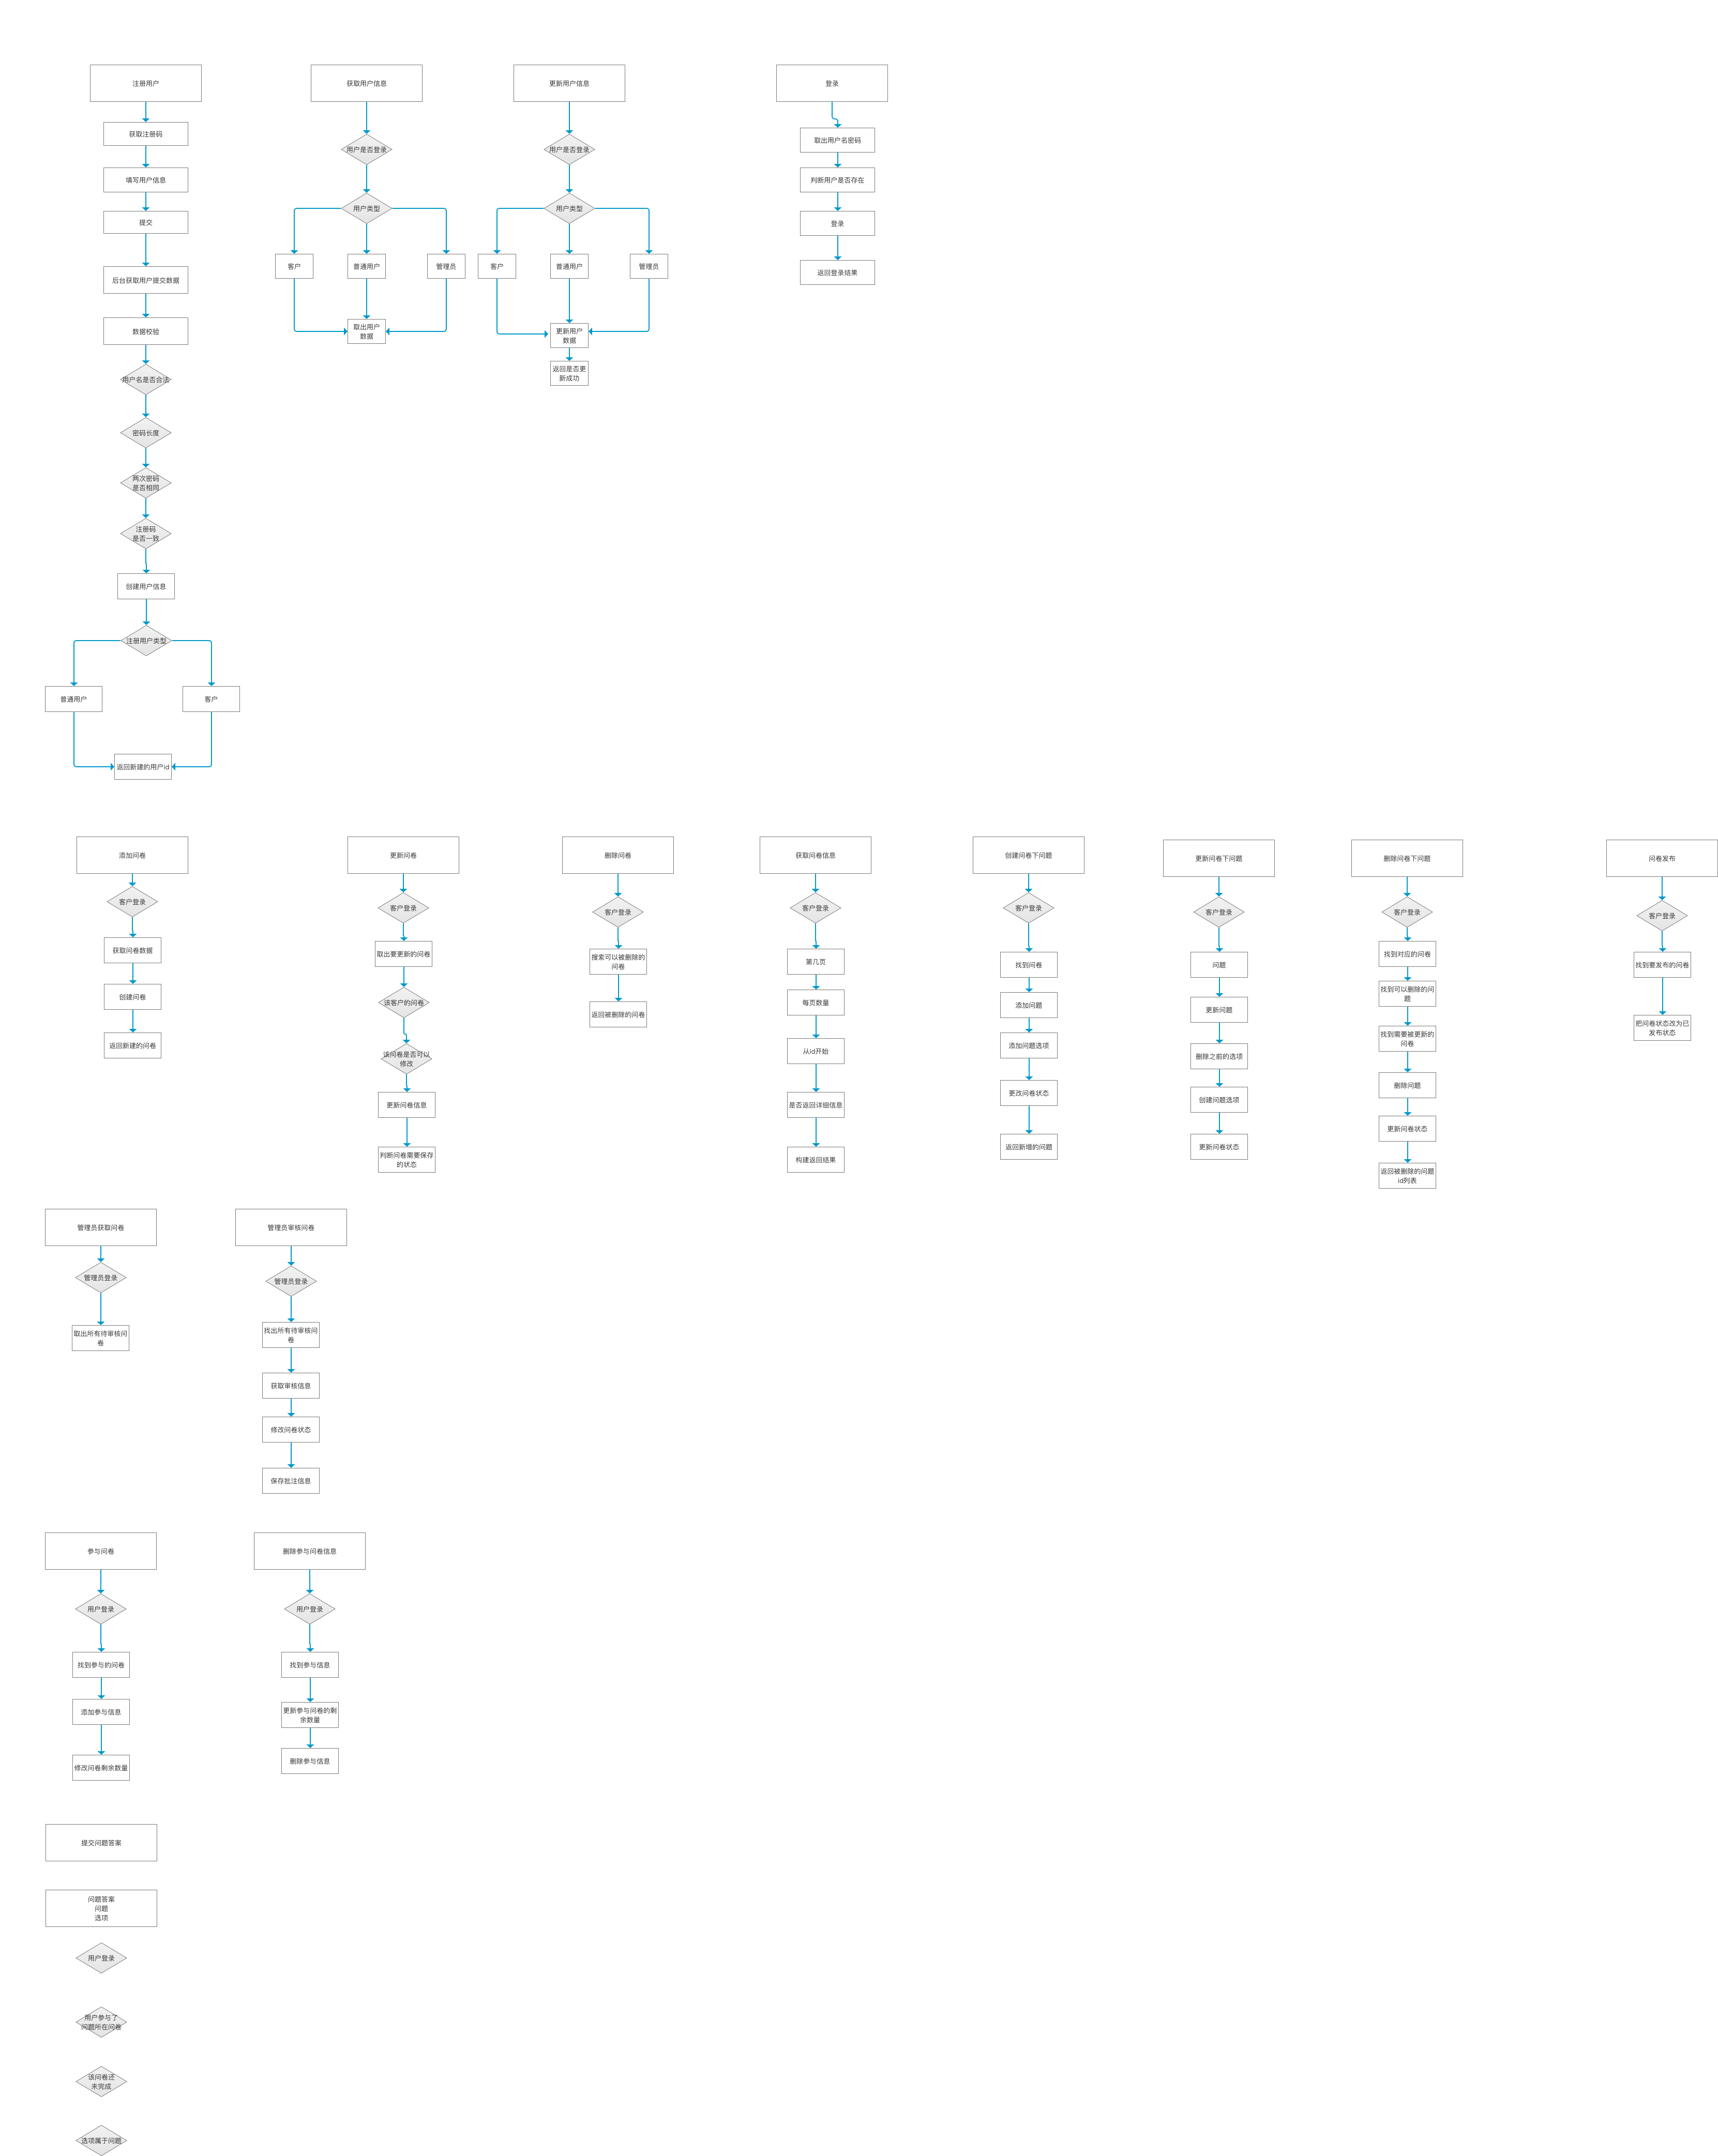 注册用户
获取注册码
填写用户信息
提交
后台获取用户提交数据
数据校验
用户名是否合法
密码长度
两次密码
是否相同
注册码
是否一致
创建用户信息
注册用户类型
普通用户
客户
返回新建的用户id
获取用户信息
用户是否登录
用户类型
客户
普通用户
管理员
取出用户
数据
更新用户信息
用户是否登录
用户类型
客户
普通用户
管理员
更新用户
数据
返回是否更
新成功
登录
取出用户名密码
判断用户是否存在
登录
返回登录结果
添加问卷
客户登录
获取问卷数据
创建问卷
返回新建的问卷
更新问卷
客户登录
取出要更新的问卷
该客户的问卷
该问卷是否可以
修改
更新问卷信息
判断问卷需要保存
的状态
删除问卷
客户登录
搜索可以被删除的
问卷
返回被删除的问卷
获取问卷信息
客户登录
第几页
每页数量
从id开始
是否返回详细信息
构建返回结果
创建问卷下问题
客户登录
找到问卷
添加问题
添加问题选项
更改问卷状态
返回新增的问题
更新问卷下问题
客户登录
问题
更新问题
删除之前的选项
创建问题选项
更新问卷状态
删除问卷下问题
客户登录
找到对应的问卷
找到可以删除的问
题
找到需要被更新的
问卷
删除问题
更新问卷状态
返回被删除的问题
id列表
问卷发布
客户登录
找到要发布的问卷
把问卷状态改为已
发布状态
管理员获取问卷
管理员登录
取出所有待审核问
卷
管理员审核问卷
管理员登录
找出所有待审核问
卷
获取审核信息
修改问卷状态
保存批注信息
参与问卷
用户登录
找到参与的问卷
添加参与信息
修改问卷剩余数量
删除参与问卷信息
用户登录
找到参与信息
更新参与问卷的剩
余数量
删除参与信息
提交问题答案
问题答案
问题
选项
用户登录
用户参与了
问题所在问卷
该问卷还
未完成
选项属于问题